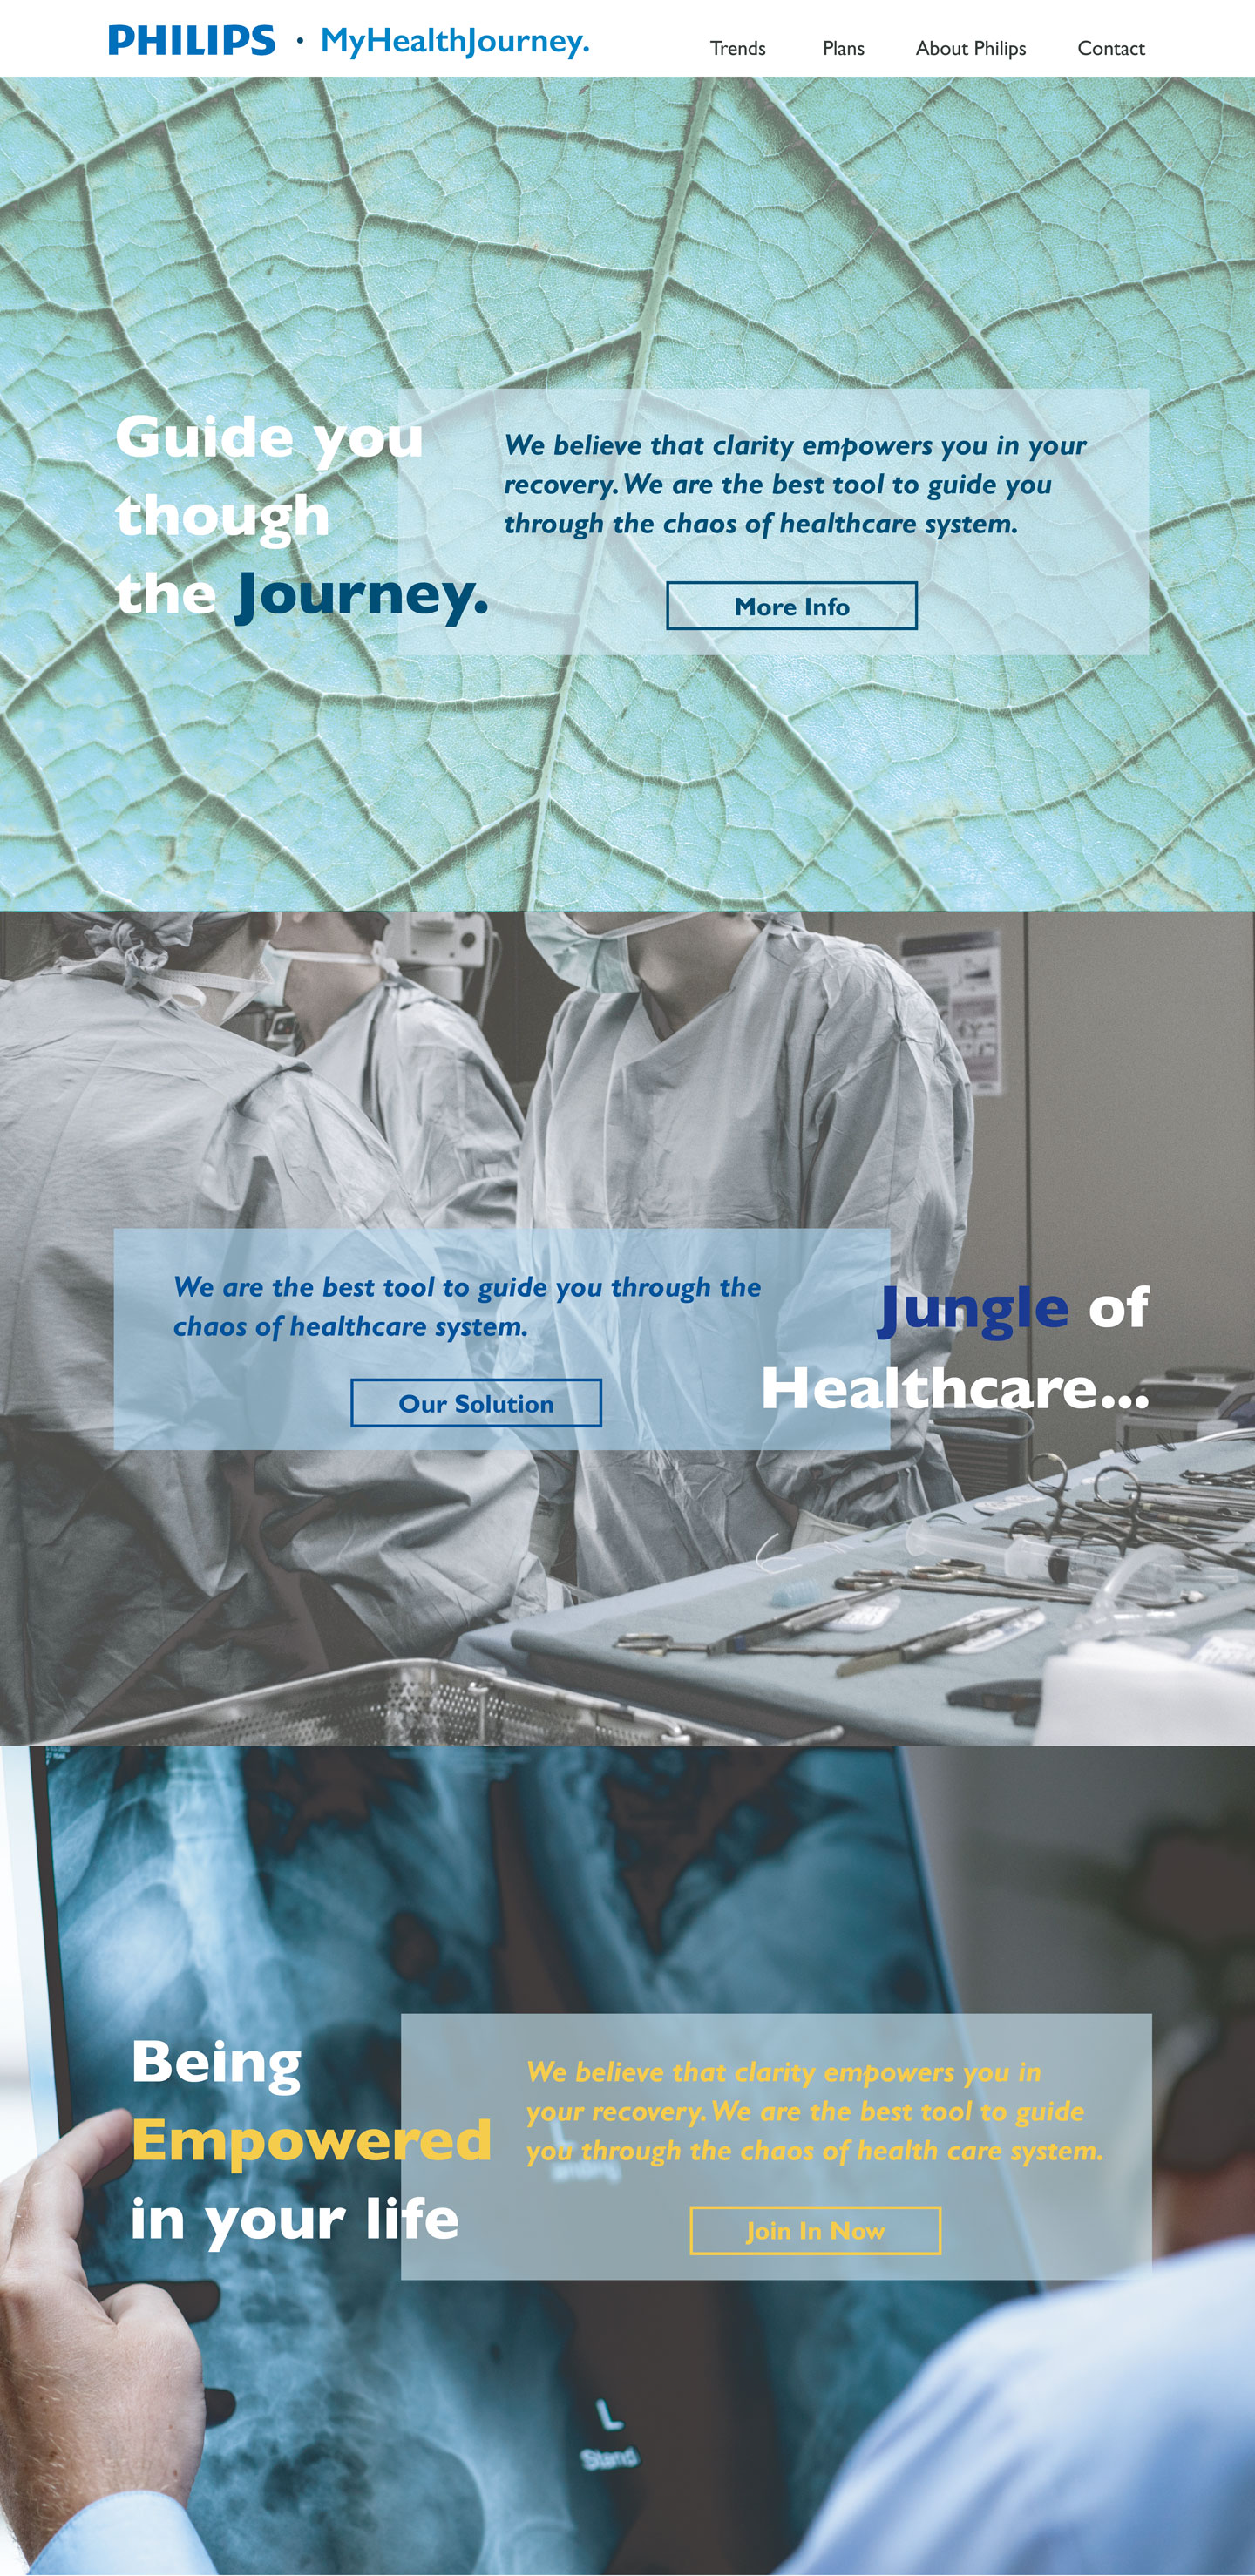 PHILIPS • MyHealthJourney.
Trends Plans About Philips Contact
Guide you
though
the Journey.
We believe that clarity empowers you in your
recovery. We are the best tool to guide you
through the chaos of healthcare system.
More Info
We are the best tool to guide you through the
chaos of healthcare system.
Our Solution
Jungle of
Healthcare...
Being
Empowered
in your life
We believe that clarity empowers you in
your recovery. We are the best tool to guide
you through the chaos of health care system.
Join In Now
L
Stand